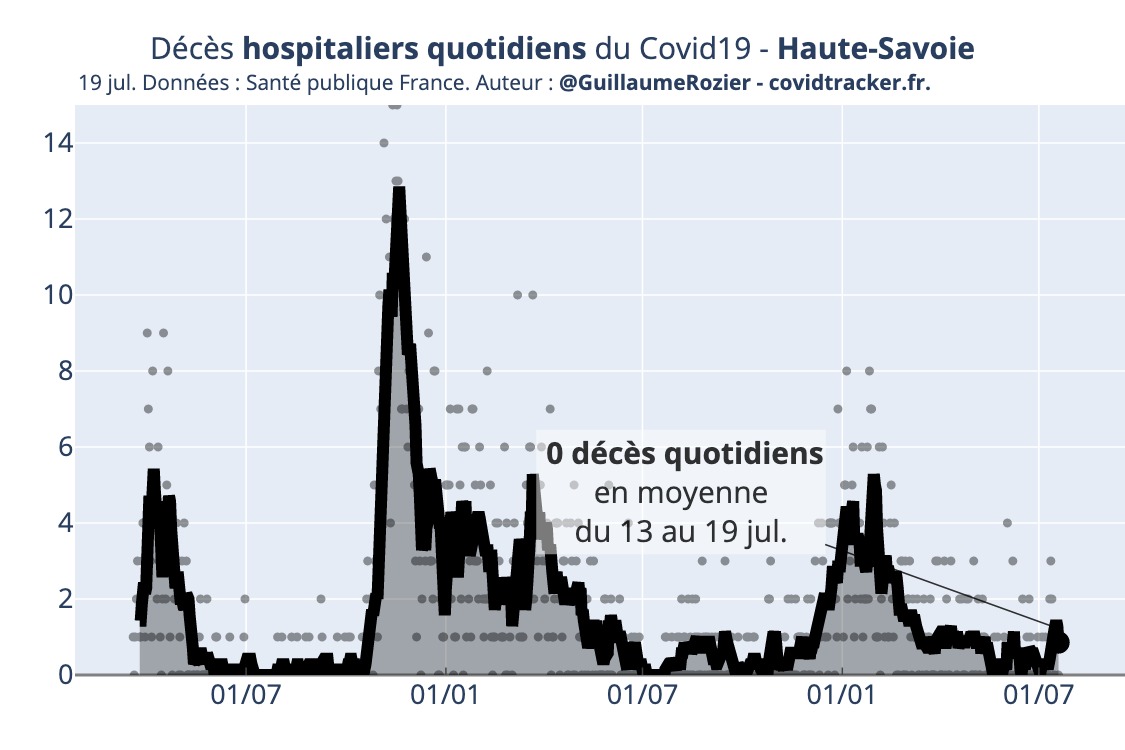 Décès hospitaliers quotidiens du Covid19 - Haute-Savoie
19 jul. Données : Santé publique France. Auteur : @GuillaumeRozier - covidtracker.fr.
14
12
10
8
6
4
2
0
0 décès quotidiens
en moyenne
du 13 au 19 jul.
01/07 01/01 01/07 01/01 01/07